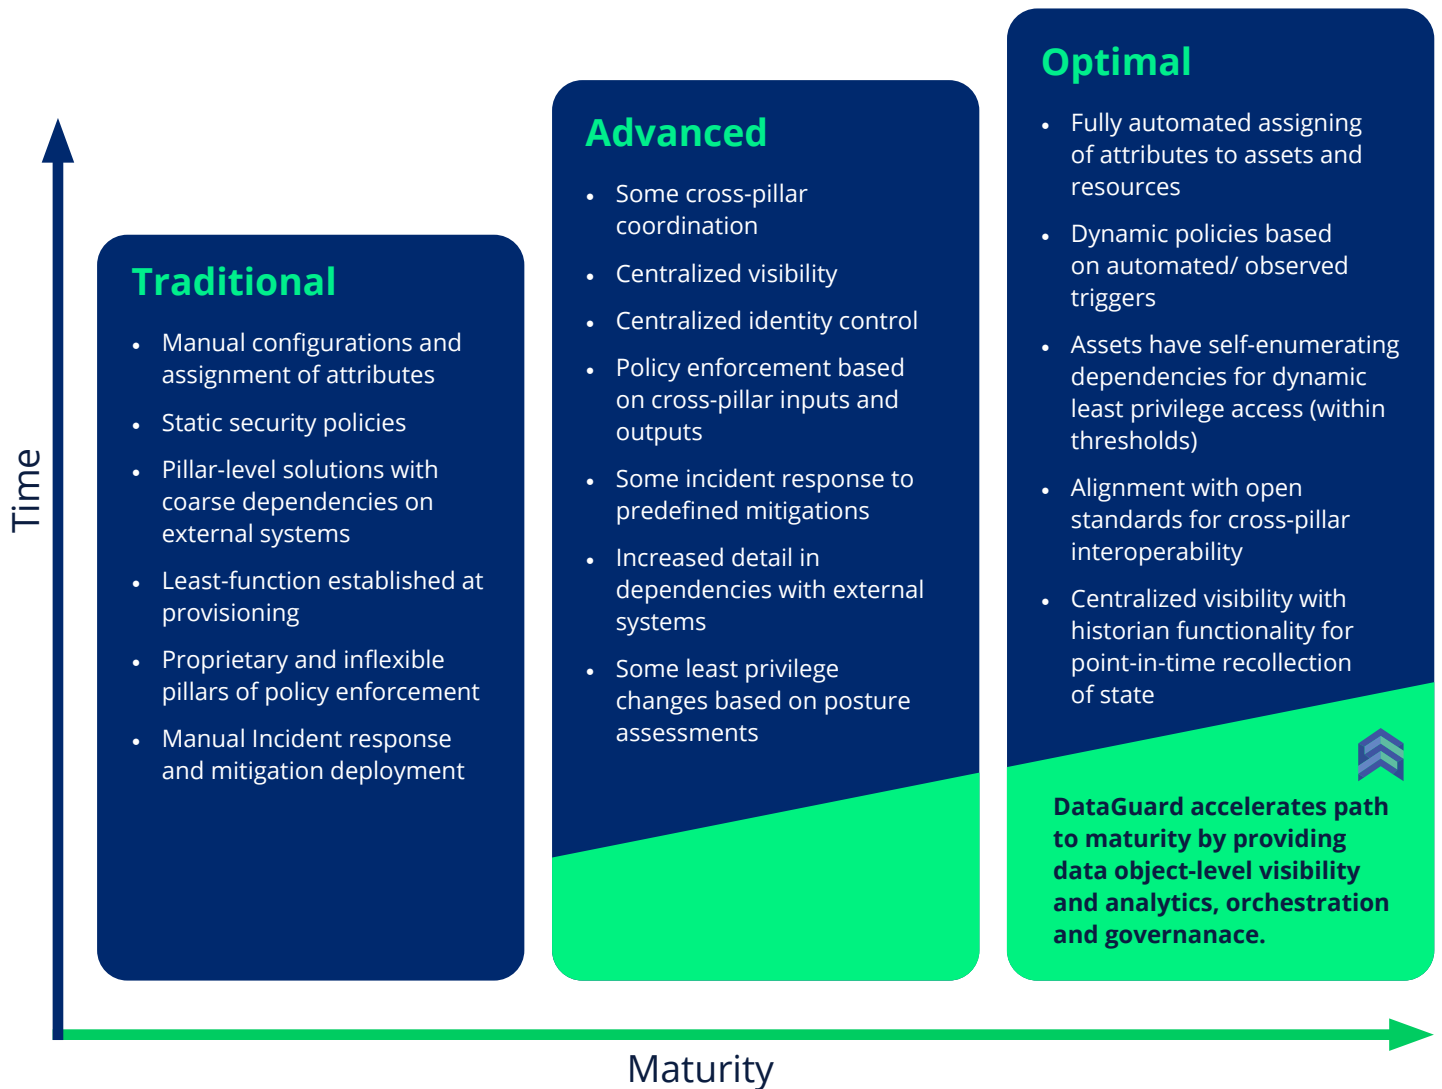 Time
Traditional
• Manual configurations and
assignment of attributes
• Static security policies
• Pillar-level solutions with
coarse dependencies on
external systems
• Least-function established at
provisioning
• Proprietary and inflexible
pillars of policy enforcement
• Manual Incident response
and mitigation deployment
Advanced
• Some cross-pillar
coordination
• Centralized visibility
• Centralized identity control
• Policy enforcement based
on cross-pillar inputs and
outputs
• Some incident response to
predefined mitigations
• Increased detail in
dependencies with external
systems
• Some least privilege
changes based on posture
assessments
Optimal
• Fully automated assigning
of attributes to assets and
resources
• Dynamic policies based
on automated/ observed
triggers
• Assets have self-enumerating
dependencies for dynamic
least privilege access (within
thresholds)
• Alignment with open
standards for cross-pillar
interoperability
• Centralized visibility with
historian functionality for
point-in-time recollection
of state
DataGuard accelerates path
to maturity by providing
data object-level visibility
and analytics, orchestration
and governanace.
Maturity